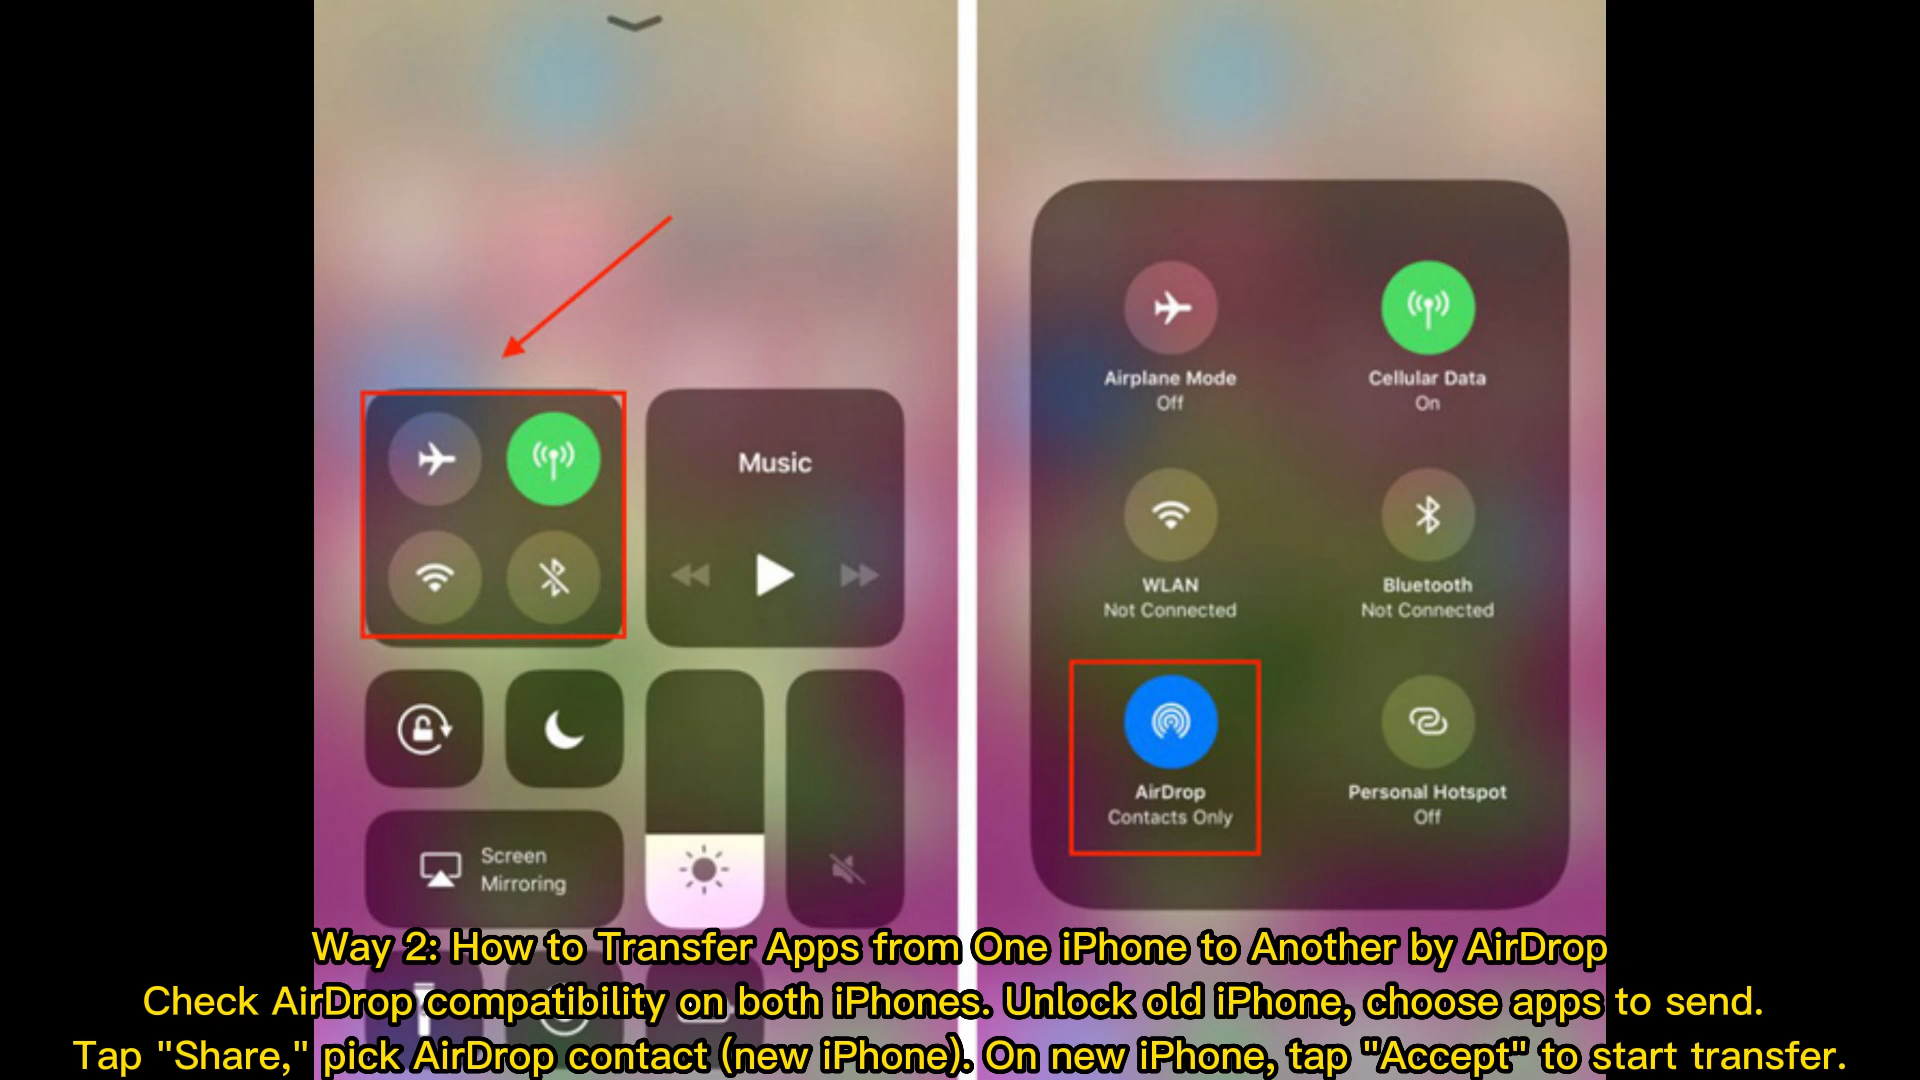 Music
Screen
Mirroring
Airplane Mode
Off
Cellular Data
On
WLAN
Not Connected
Bluetooth
Not Connected
AirDrop
Contacts Only
Personal Hotspot
Off
Way 2: How to Transfer Apps from One iPhone to Another by AirDrop
Check AirDrop compatibility on both iPhones. Unlock old iPhone, choose apps to send.
Tap "Share," pick AirDrop contact (new iPhone). On new iPhone, tap "Accept" to start transfer.